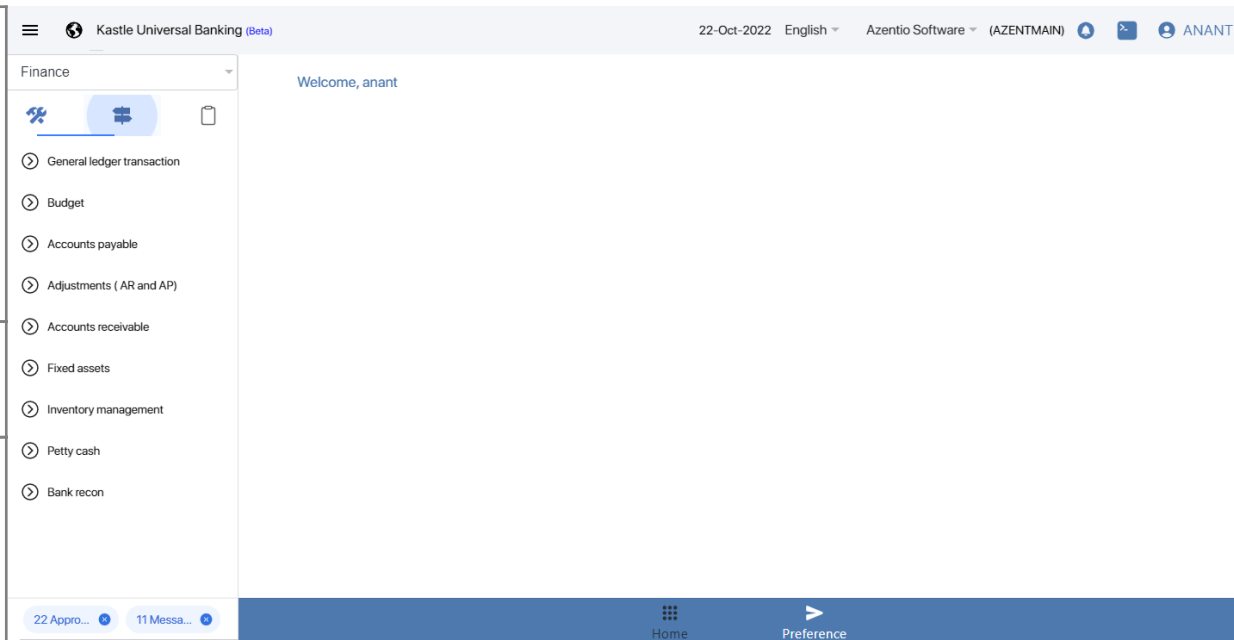 Kastle Universal Banking (Beta)
22-Oct-2022 English Azentio Software (AZENTMAIN) ANANT
Finance
Welcome, anant
General ledger transaction
Budget
Accounts payable
Adjustments ( AR and AP)
Accounts receivable
Fixed assets
Inventory management
Petty cash
Bank recon
22 Appro... 11 Messa...
Home Preference